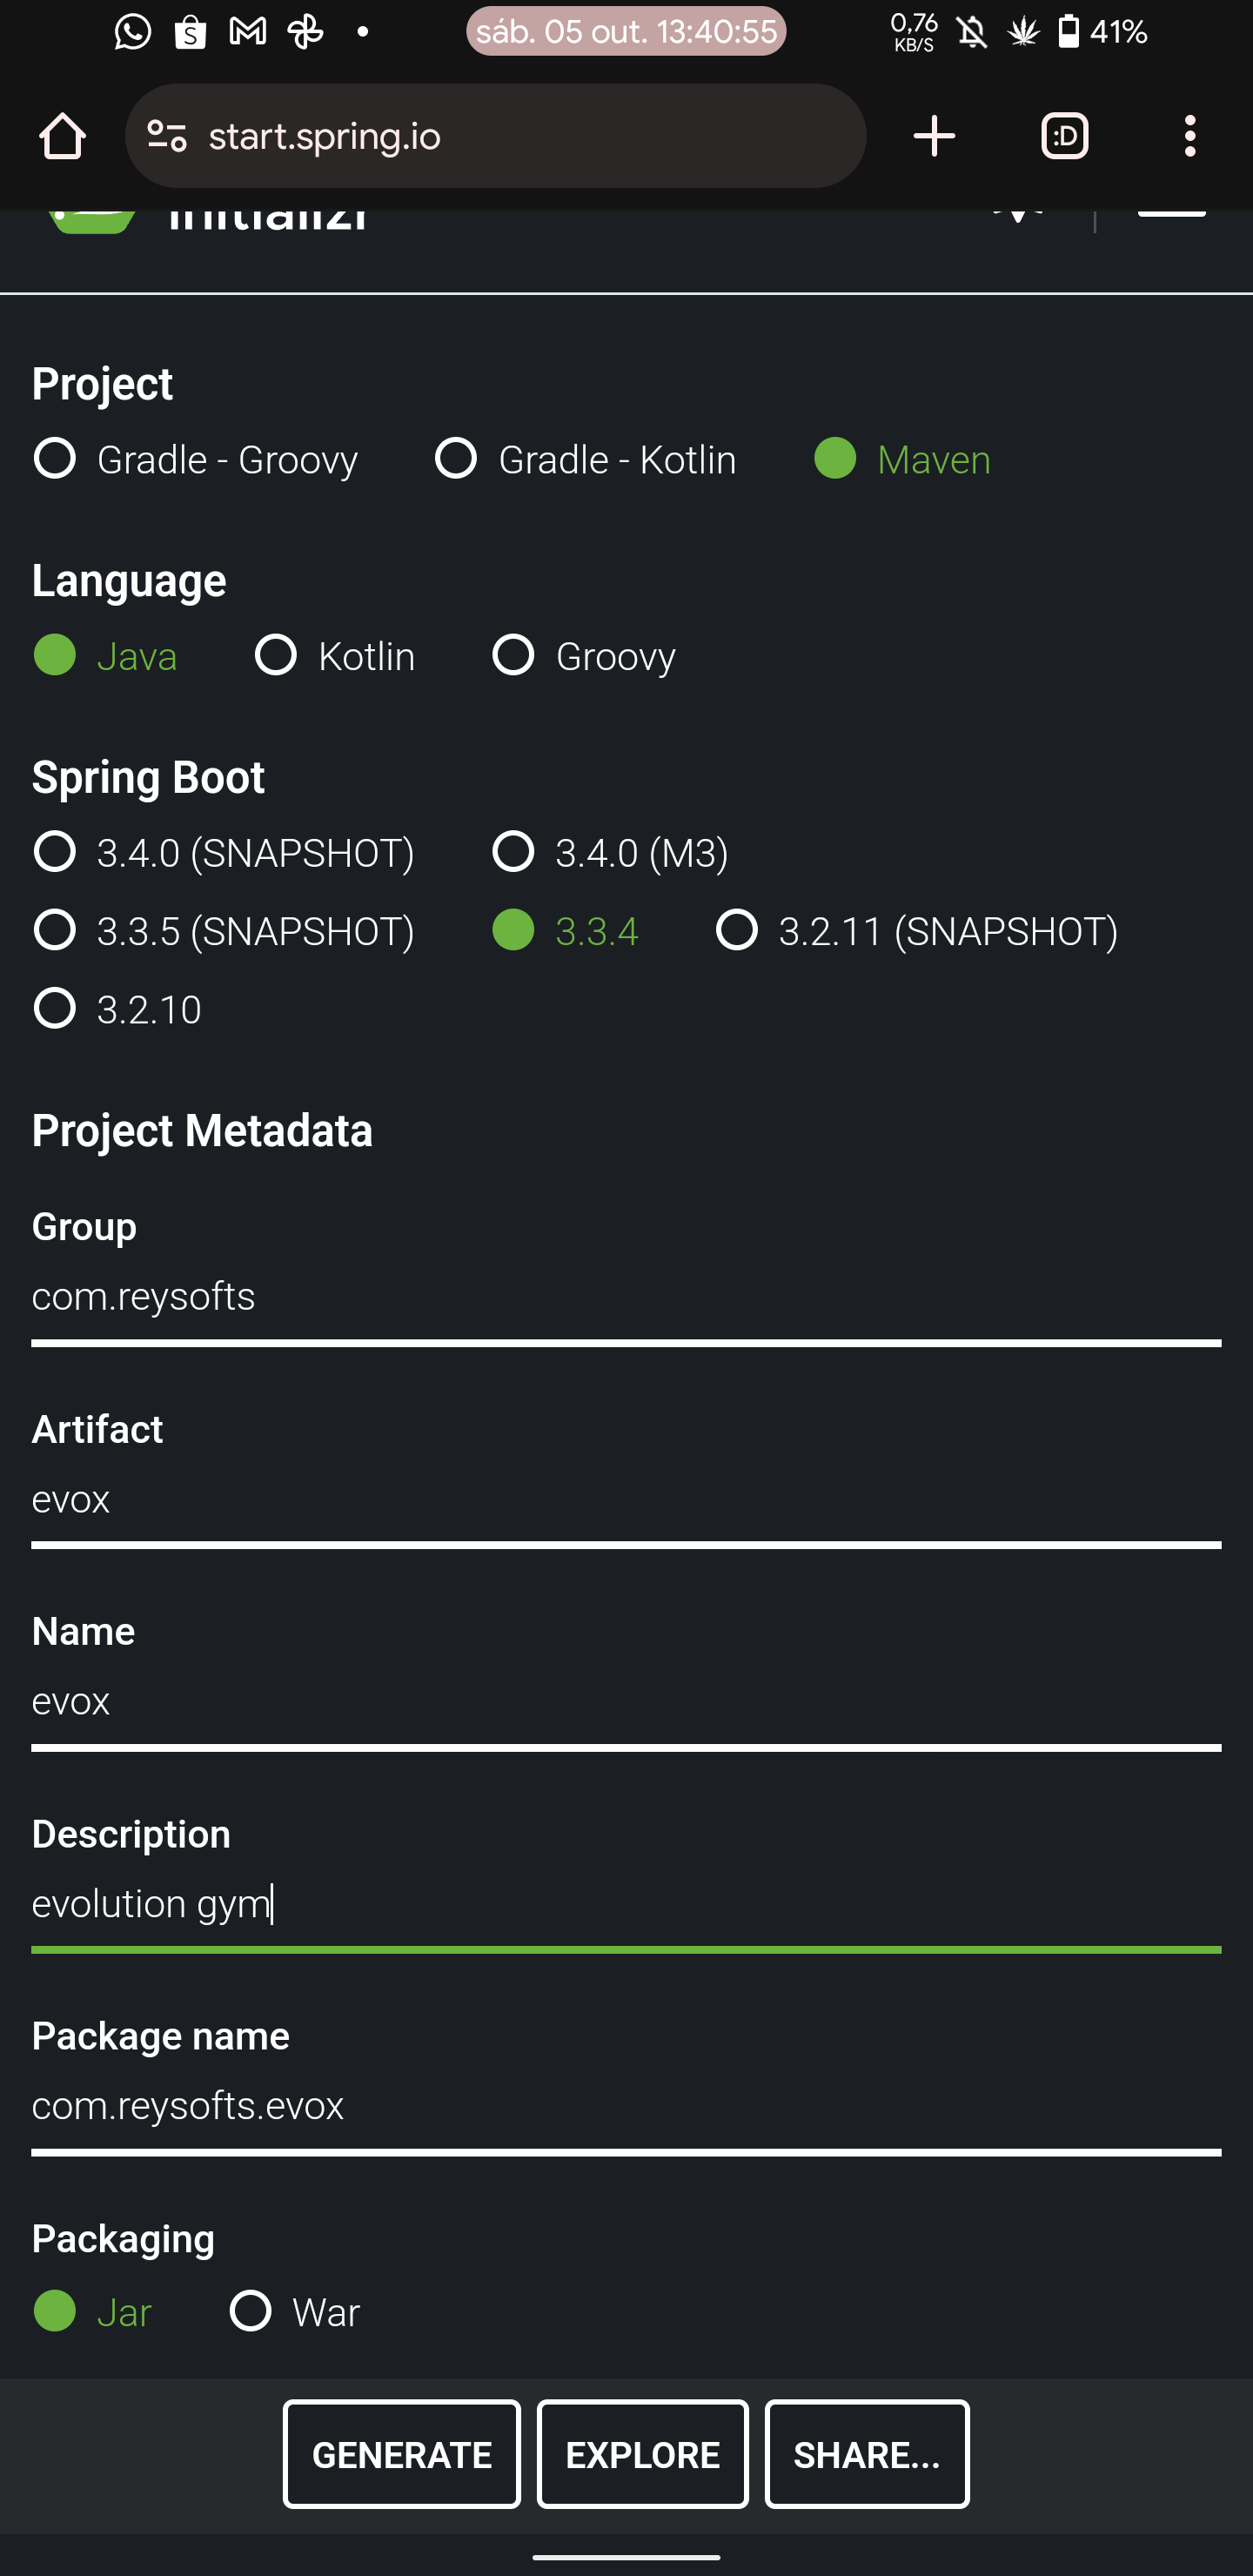 sáb. 05 out. 13:40:55
0,76 KB/S
41%
start.spring.io
:D
initializr
Project
Gradle - Groovy Gradle - Kotlin Maven
Language
Java Kotlin Groovy
Spring Boot
3.4.0 (SNAPSHOT) 3.4.0 (M3)
3.3.5 (SNAPSHOT) 3.3.4 3.2.11 (SNAPSHOT)
3.2.10
Project Metadata
Group
com.reysofts
Artifact
evox
Name
evox
Description
evolution gym
Package name
com.reysofts.evox
Packaging
Jar War
GENERATE EXPLORE SHARE...